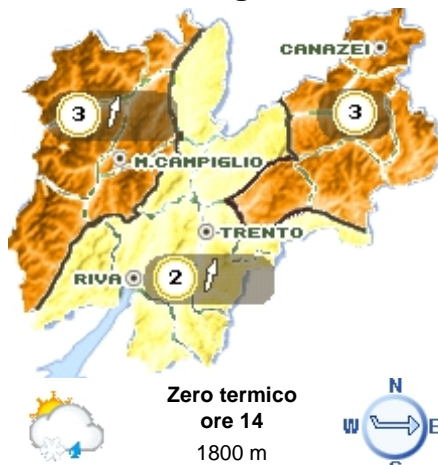 CANAZEI
3
3
M.CAMPIGLIO
TRENTO
RIVA
2
Zero termico
ore 14
1800 m
N
W
E